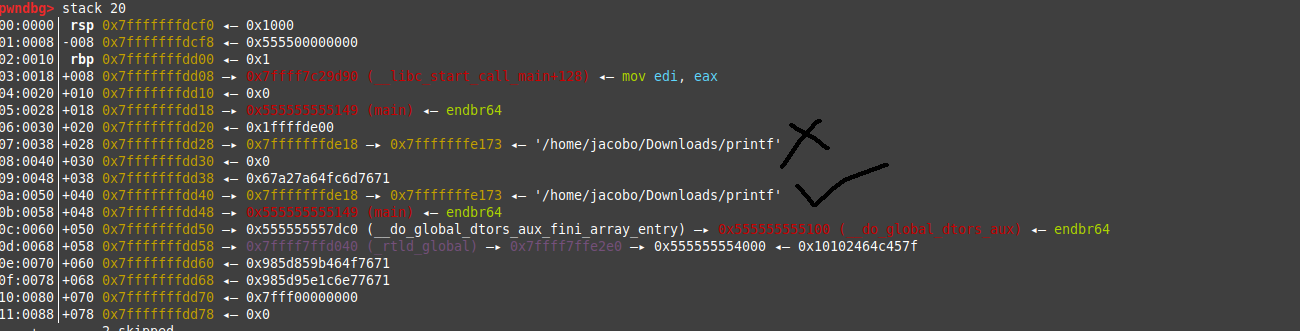 pwndbg> stack 20
00:0000│ rsp 0x7fffffffdcf0 ◂— 0x1000
01:0008│-008 0x7fffffffdcf8 ◂— 0x555500000000
02:0010│ rbp 0x7fffffffdd00 ◂— 0x1
03:0018│+008 0x7fffffffdd08 —▸ 0x7ffff7c29d90 (__libc_start_call_main+128) ◂— mov edi, eax
04:0020│+010 0x7fffffffdd10 ◂— 0x0
05:0028│+018 0x7fffffffdd18 —▸ 0x555555555149 (main) ◂— endbr64
06:0030│+020 0x7fffffffdd20 ◂— 0x1ffffde00
07:0038│+028 0x7fffffffdd28 —▸ 0x7fffffffde18 —▸ 0x7fffffffe173 ◂— '/home/jacobo/Downloads/printf'
08:0040│+030 0x7fffffffdd30 ◂— 0x0
09:0048│+038 0x7fffffffdd38 ◂— 0x67a27a64fc6d7671
0a:0050│+040 0x7fffffffdd40 —▸ 0x7fffffffde18 —▸ 0x7fffffffe173 ◂— '/home/jacobo/Downloads/printf'
0b:0058│+048 0x7fffffffdd48 —▸ 0x555555555149 (main) ◂— endbr64
0c:0060│+050 0x7fffffffdd50 —▸ 0x555555557dc0 (__do_global_dtors_aux_fini_array_entry) —▸ 0x555555555100 (__do_global_dtors_aux) ◂— endbr64
0d:0068│+058 0x7fffffffdd58 —▸ 0x7ffff7ffd040 (_rtld_global) —▸ 0x7ffff7ffe2e0 —▸ 0x555555554000 ◂— 0x10102464c457f
0e:0070│+060 0x7fffffffdd60 ◂— 0x985d859b464f7671
0f:0078│+068 0x7fffffffdd68 ◂— 0x985d95e1c6e77671
10:0080│+070 0x7fffffffdd70 ◂— 0x7fff00000000
11:0088│+078 0x7fffffffdd78 ◂— 0x0
2 skipped